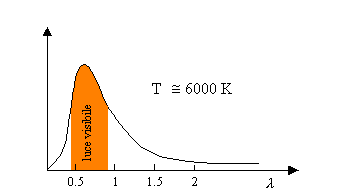 T ≅ 6000 K
luce visibile
0.5 1 1.5 2 λ